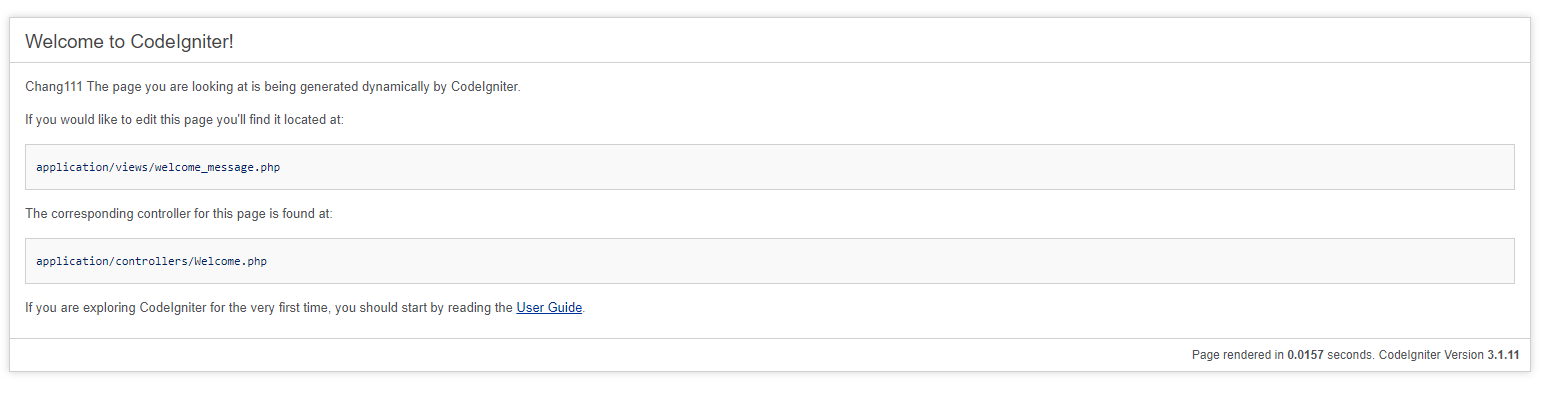 Welcome to CodeIgniter!
Chang111 The page you are looking at is being generated dynamically by CodeIgniter.
If you would like to edit this page you'll find it located at:
application/views/welcome_message.php
The corresponding controller for this page is found at:
application/controllers/Welcome.php
If you are exploring CodeIgniter for the very first time, you should start by reading the User Guide.
Page rendered in 0.0157 seconds. CodeIgniter Version 3.1.11